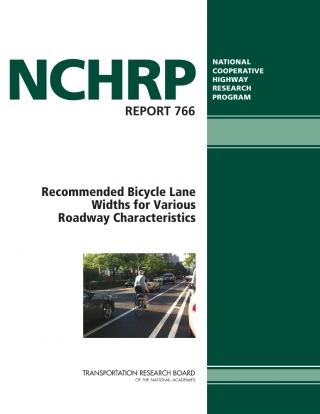 NCHRP
REPORT 766
NATIONAL
COOPERATIVE
HIGHWAY
RESEARCH
PROGRAM
Recommended Bicycle Lane
Widths for Various
Roadway Characteristics
TRANSPORTATION RESEARCH BOARD
OF THE NATIONAL ACADEMIES